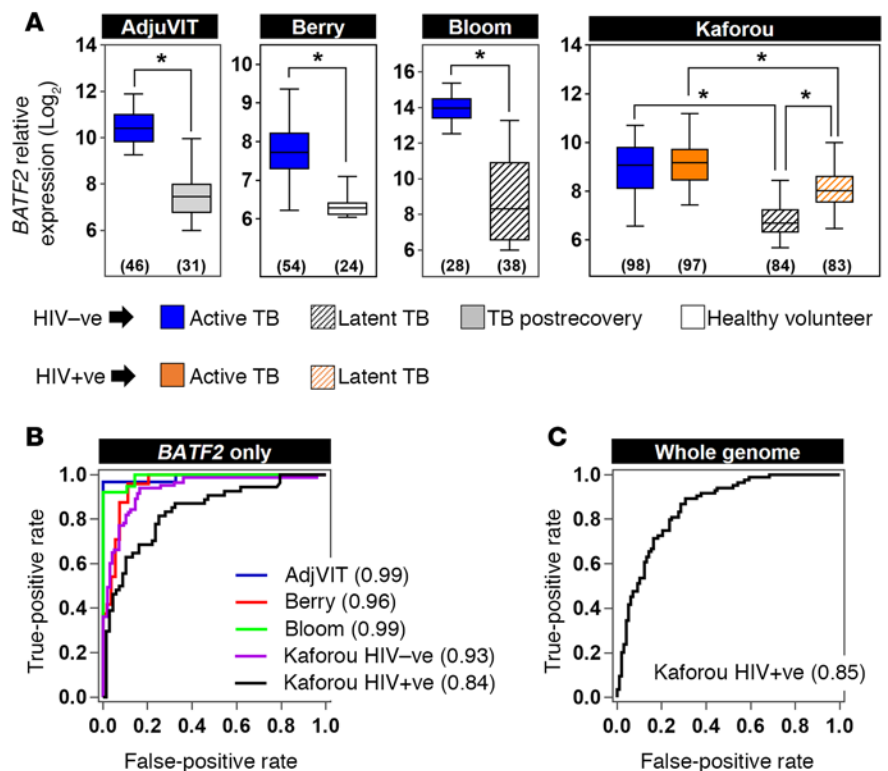 A
AdjuVIT
Berry
Bloom
Kaforou
BATF2 relative
expression (Log2)
14
12
10
8
6
*
(46) (31)
10
9
8
7
6
*
(54) (24)
16
14
12
10
8
6
*
(28) (38)
14
12
10
8
6
*
*
*
(98) (97) (84) (83)
HIV–ve Active TB Latent TB TB postrecovery Healthy volunteer
HIV+ve Active TB Latent TB
B
BATF2 only
True-positive rate
1.0
0.8
0.6
0.4
0.2
0.0
AdjVIT (0.99)
Berry (0.96)
Bloom (0.99)
Kaforou HIV–ve (0.93)
Kaforou HIV+ve (0.84)
0.0 0.2 0.4 0.6 0.8 1.0
False-positive rate
C
Whole genome
True-positive rate
1.0
0.8
0.6
0.4
0.2
0.0
Kaforou HIV+ve (0.85)
0.0 0.2 0.4 0.6 0.8 1.0
False-positive rate